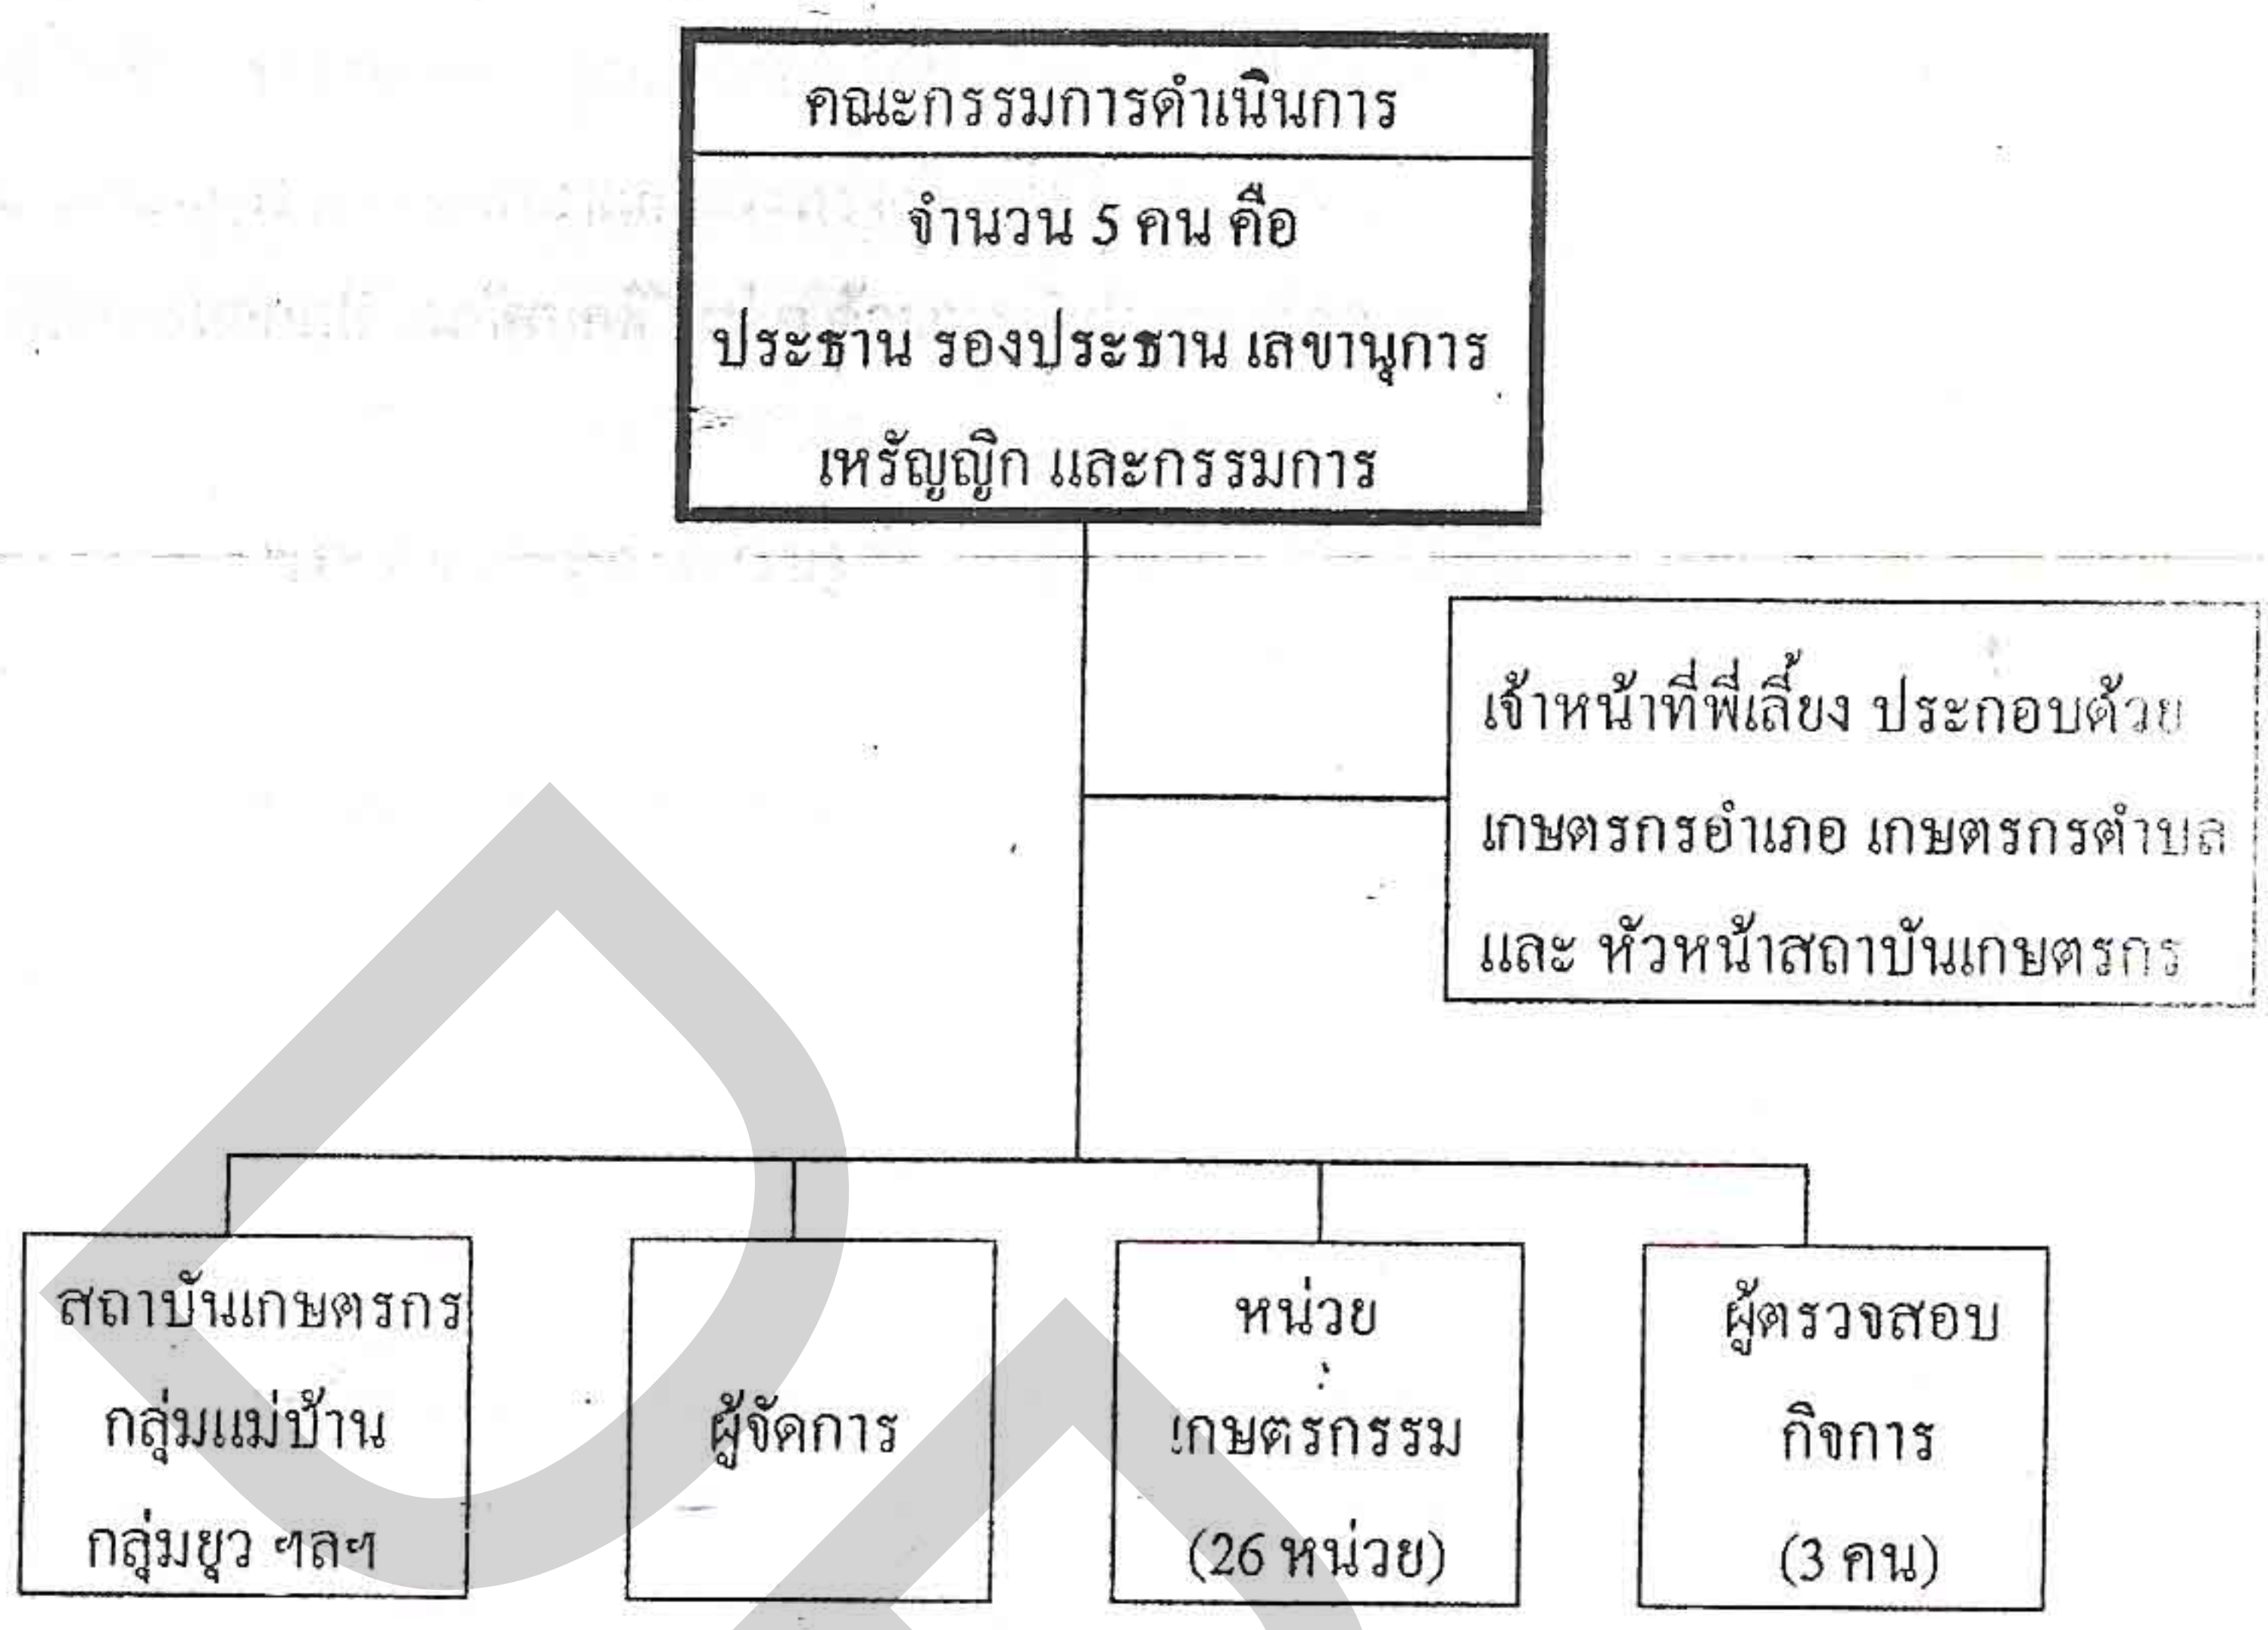 คณะกรรมการดำเนินการ
จำนวน 5 คน คือ
ประธาน รองประธาน เลขานุการ
เหรัญญิก และกรรมการ
เจ้าหน้าที่พี่เลี้ยง ประกอบด้วย
เกษตรกรอำเภอ เกษตรกรตำบล
และ หัวหน้าสถาบันเกษตรกร
สถาบันเกษตรกร
กลุ่มแม่บ้าน
กลุ่มยุว ฯลฯ
ผู้จัดการ
หน่วย
เกษตรกรรม
(26 หน่วย)
ผู้ตรวจสอบ
กิจการ
(3 คน)